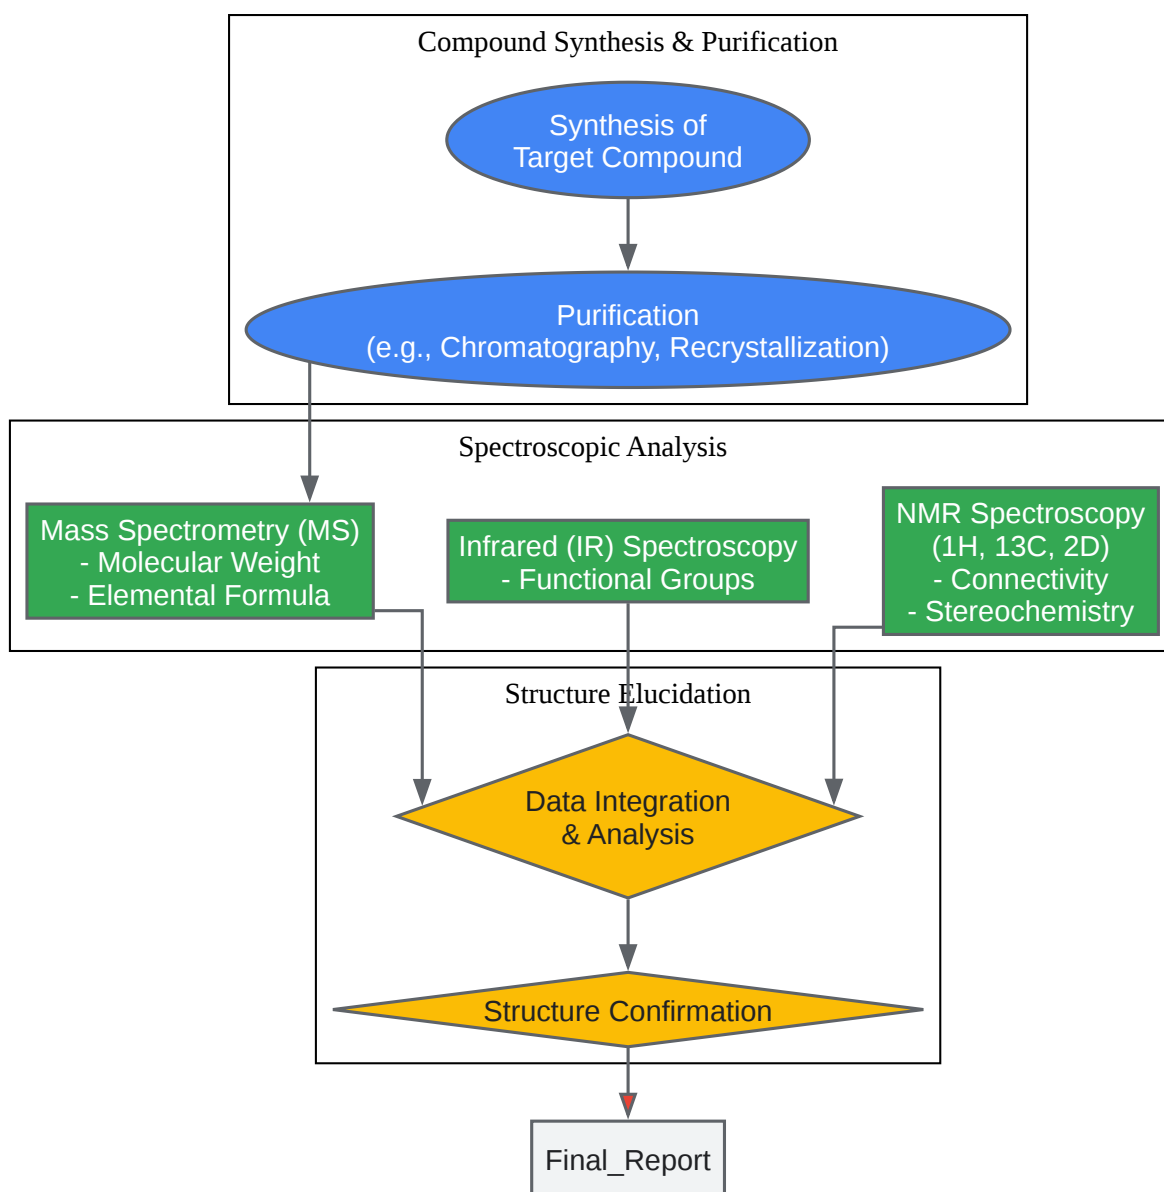 Compound Synthesis & Purification
Synthesis of
Target Compound
Purification
(e.g., Chromatography, Recrystallization)
Spectroscopic Analysis
Mass Spectrometry (MS)
- Molecular Weight
- Elemental Formula
Infrared (IR) Spectroscopy
- Functional Groups
NMR Spectroscopy
(1H, 13C, 2D)
- Connectivity
- Stereochemistry
Structure Elucidation
Data Integration
& Analysis
Structure Confirmation
Final_Report